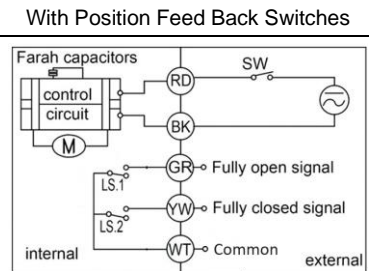 With Position Feed Back Switches
Farah capacitors
SW
RD
control
circuit
BK
M
GR Fully open signal
LS.1
YW Fully closed signal
LS.2
WT Common
internal
external